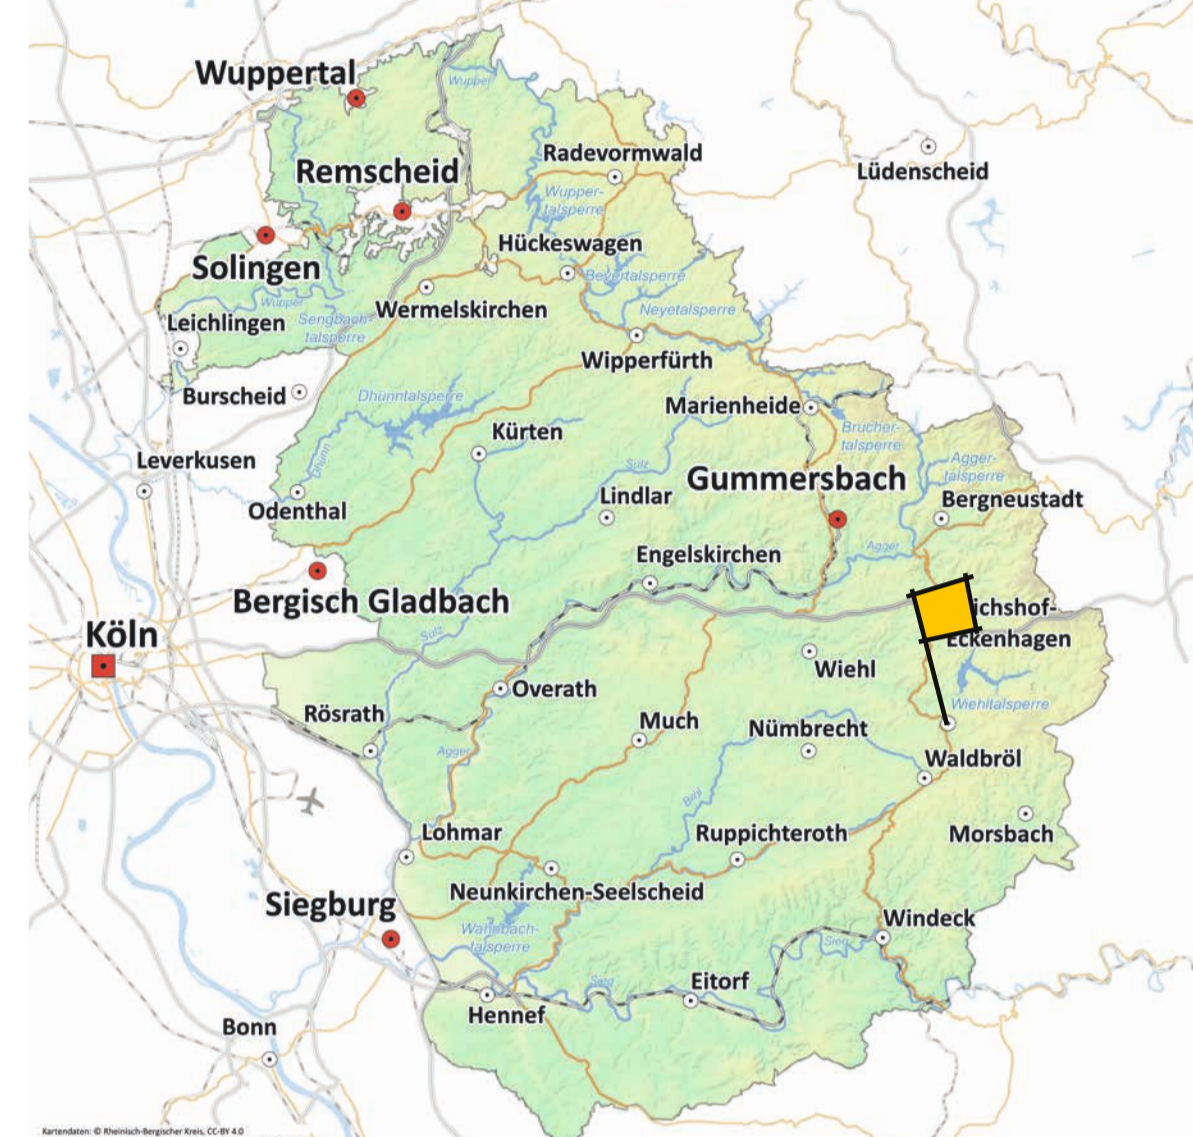 Wuppertal
Wupper
Radevormwald
Lüdenscheid
Remscheid
Wupper-
talsperre
Hückeswagen
Solingen
Bevertalsperre
Wupper
Wermelskirchen
Neyetalsperre
Leichlingen
Sengbach-
talsperre
Wipperfürth
Burscheid
Dhünntalsperre
Marienheide
Kürten
Brucher-
talsperre
Leverkusen
Dhünn
Sülz
Agger-
talsperre
Gummersbach
Lindlar
Bergneustadt
Odenthal
Engelskirchen
Agger
Bergisch Gladbach
ichshof-
Eckenhagen
Köln
Sülz
Wiehl
Overath
Wiehltalsperre
Rösrath
Much
Nümbrecht
Agger
Waldbröl
Bröl
Lohmar
Ruppichteroth
Morsbach
Neunkirchen-Seelscheid
Siegburg
Windeck
Wahnbach-
talsperre
Sieg
Eitorf
Sieg
Hennef
Bonn
Kartendaten: © Rheinisch-Bergischer Kreis, CC-BY 4.0